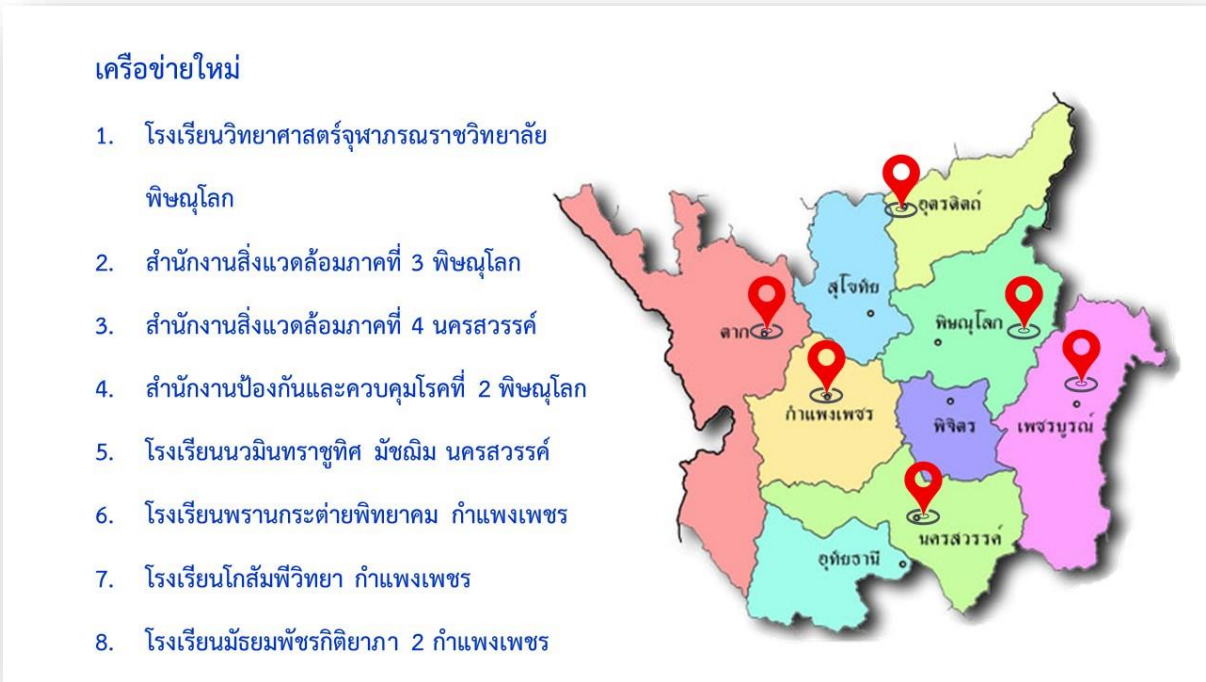 เครือข่ายใหม่
1. โรงเรียนวิทยาศาสตร์จุฬาภรณราชวิทยาลัย
พิษณุโลก
2. สำนักงานสิ่งแวดล้อมภาคที่ 3 พิษณุโลก
3. สำนักงานสิ่งแวดล้อมภาคที่ 4 นครสวรรค์
4. สำนักงานป้องกันและควบคุมโรคที่ 2 พิษณุโลก
5. โรงเรียนนวมินทราชูทิศ มัชฌิม นครสวรรค์
6. โรงเรียนพรานกระต่ายพิทยาคม กำแพงเพชร
7. โรงเรียนโกสัมพีวิทยา กำแพงเพชร
8. โรงเรียนมัธยมพัชรกิติยาภา 2 กำแพงเพชร
อุตรดิตถ์
สุโขทัย
ตาก
พิษณุโลก
กำแพงเพชร
พิจิตร
เพชรบูรณ์
นครสวรรค์
อุทัยธานี